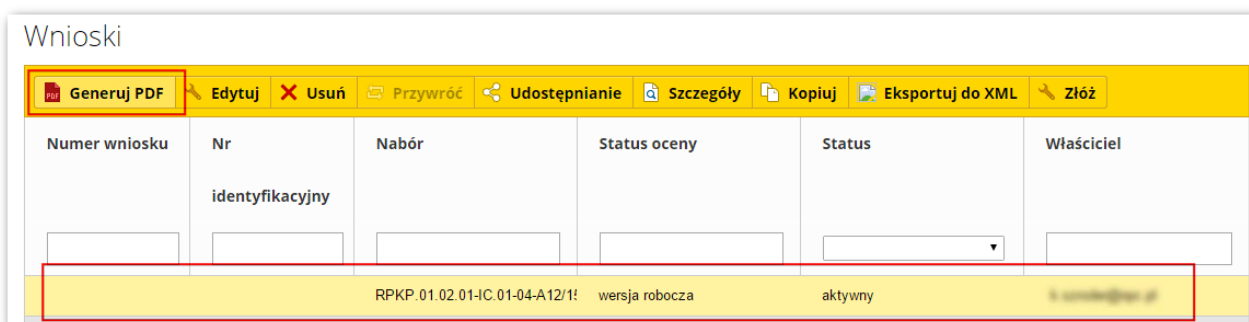 Wnioski
PDF Generuj PDF Edytuj Usuń Przywróć Udostępnianie Szczegóły Kopiuj Eksportuj do XML Złóż
Numer wniosku Nr identyfikacyjny Nabór Status oceny Status Właściciel
RPKP.01.02.01-IC.01-04-A12/1 wersja robocza aktywny